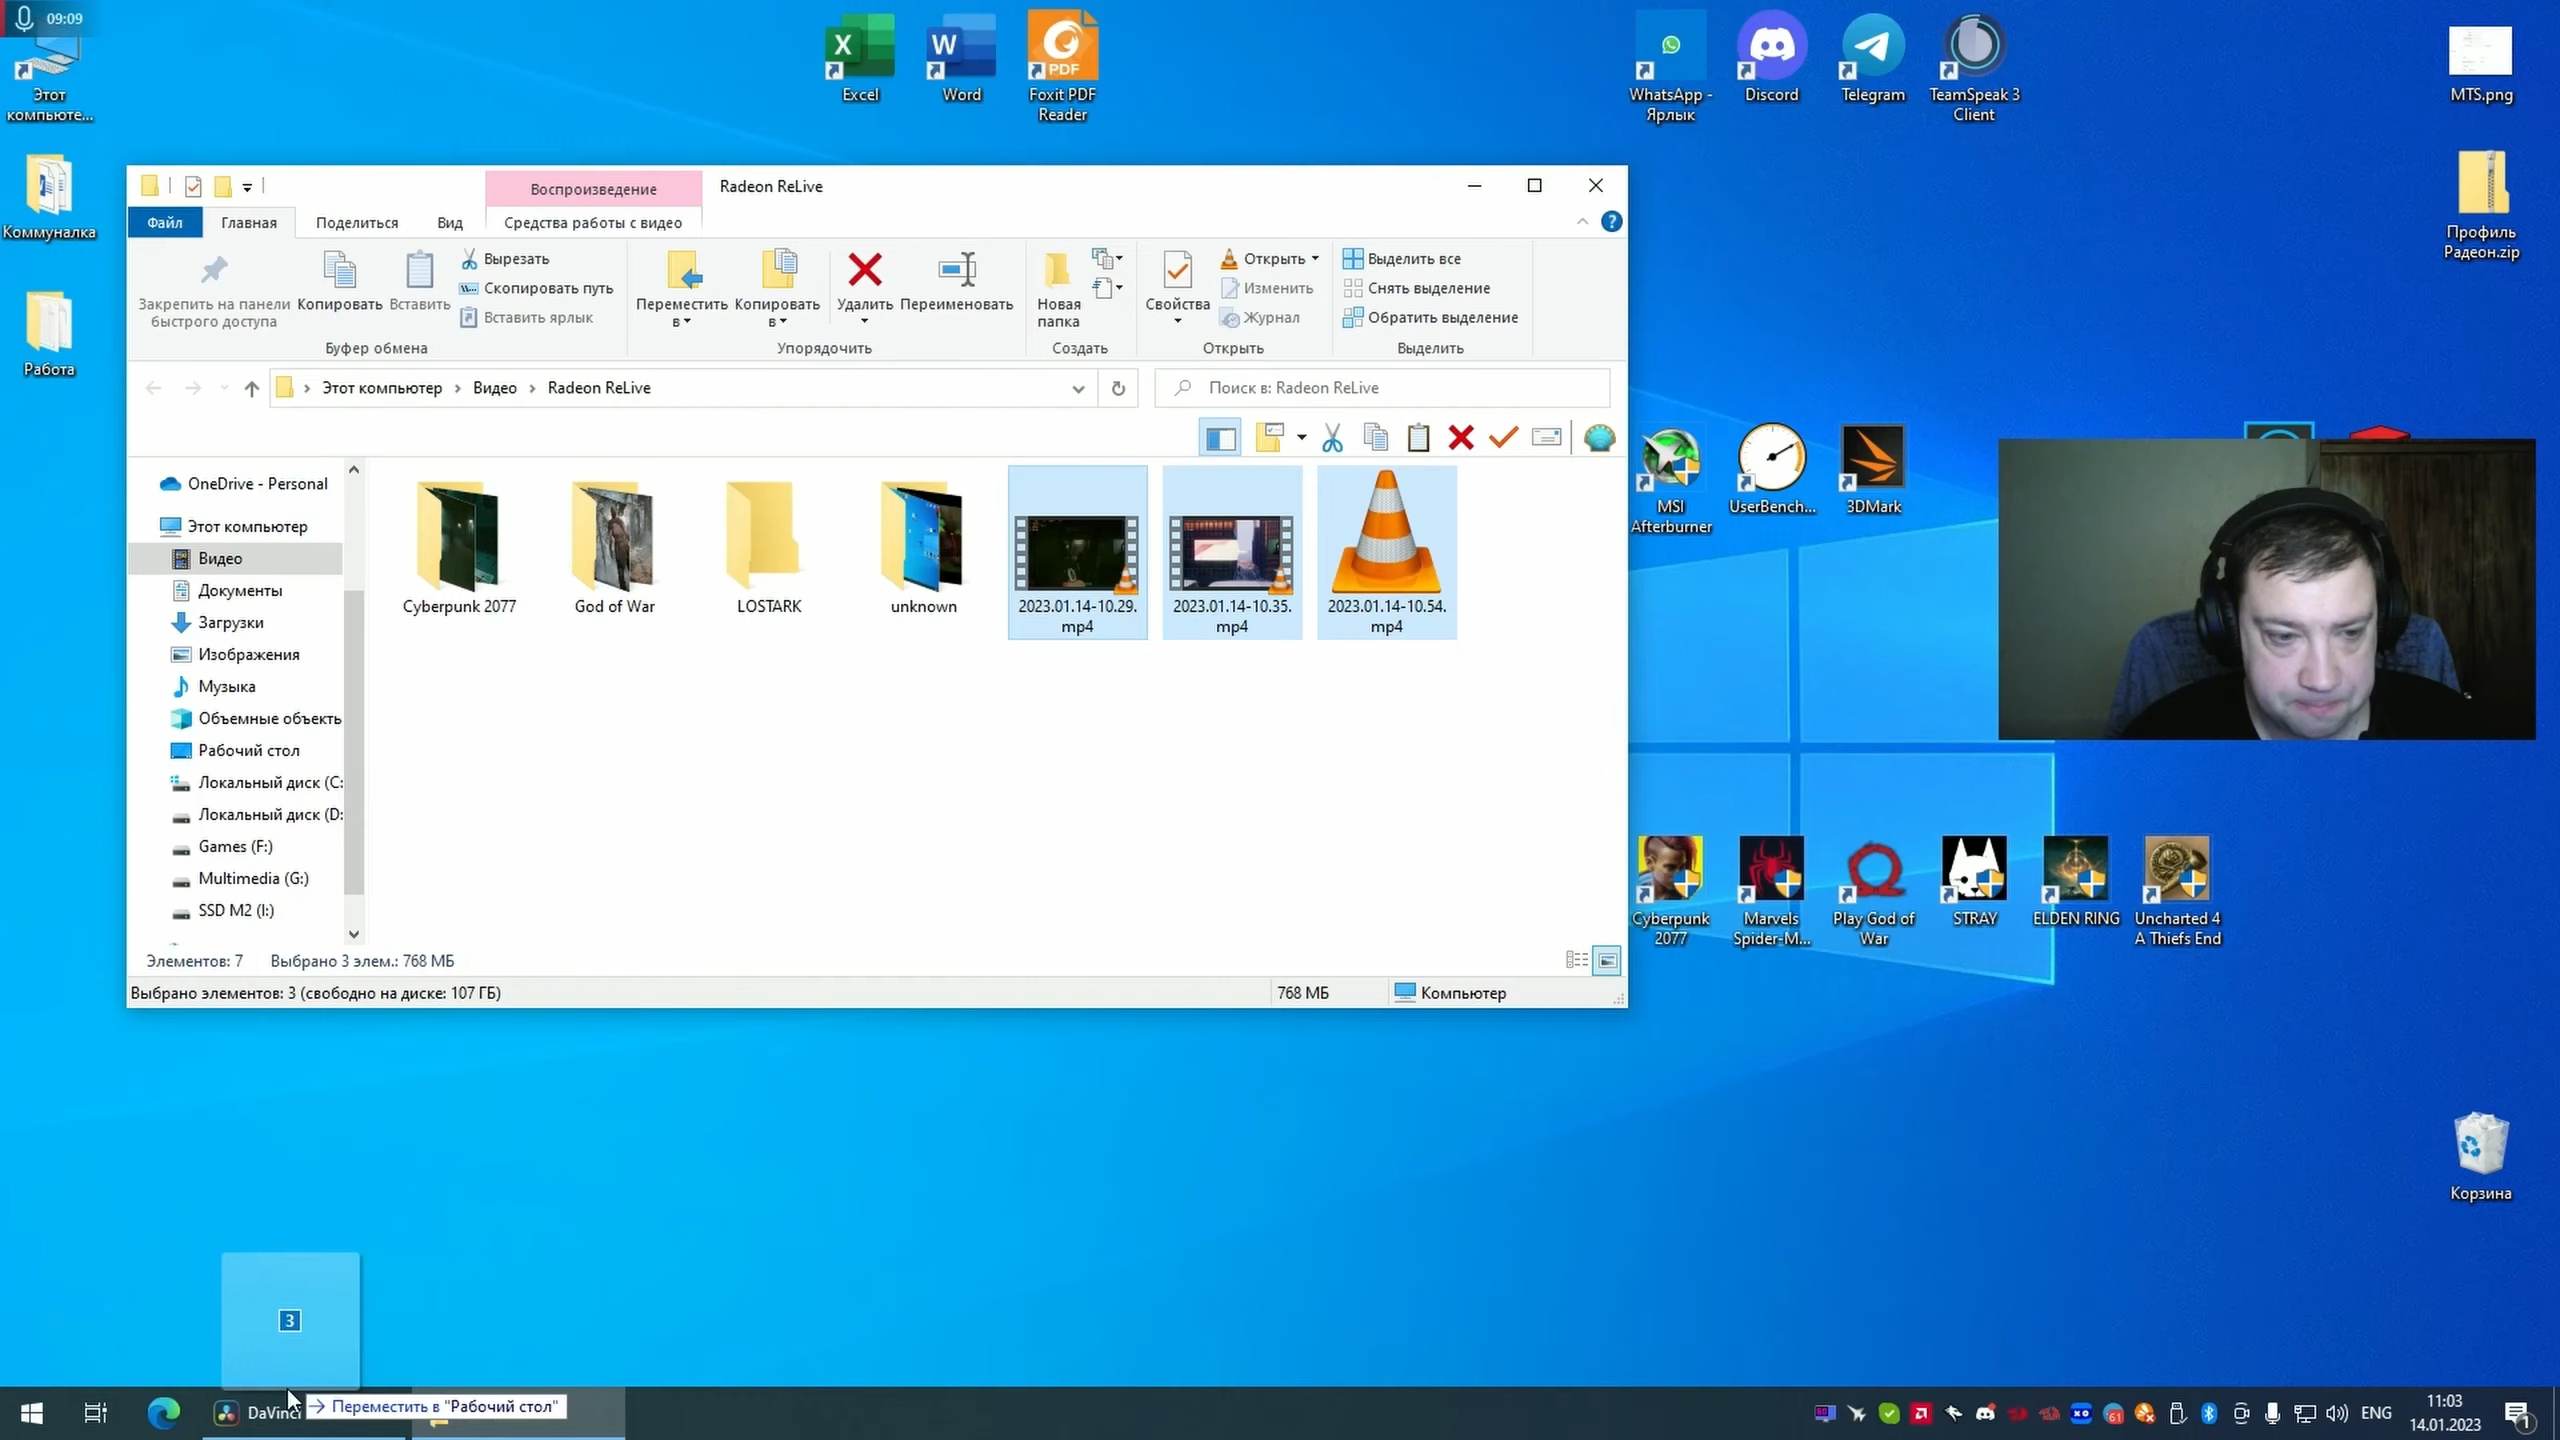 09:09
Этот
компьюте...
Коммуналка
Работа
Excel
Word
PDF
Foxit PDF
Reader
WhatsApp -
Ярлык
Discord
Telegram
TeamSpeak 3
Client
MTS.png
Профиль
Радеон.zip
Воспроизведение
Radeon ReLive
Файл
Главная
Поделиться
Вид
Средства работы с видео
Закрепить на панели
быстрого доступа
Копировать
Вставить
Вырезать
Скопировать путь
Вставить ярлык
Буфер обмена
Переместить
в
Копировать
в
Удалить
Переименовать
Упорядочить
Новая
папка
Создать
Свойства
Открыть
Изменить
Журнал
Открыть
Выделить все
Снять выделение
Обратить выделение
Выделить
Этот компьютер
Видео
Radeon ReLive
Поиск в: Radeon ReLive
OneDrive - Personal
Этот компьютер
Видео
Документы
Загрузки
Изображения
Музыка
Объемные объекть
Рабочий стол
Локальный диск (C:
Локальный диск (D:
Games (F:)
Multimedia (G:)
SSD M2 (I:)
Cyberpunk 2077
God of War
LOSTARK
unknown
2023.01.14-10.29.
mp4
2023.01.14-10.35.
mp4
2023.01.14-10.54.
mp4
Элементов: 7
Выбрано 3 элем.: 768 МБ
Выбрано элементов: 3 (свободно на диске: 107 ГБ)
768 МБ
Компьютер
MSI
Afterburner
UserBench...
3DMark
Cyberpunk
2077
Marvels
Spider-M...
Play God of
War
STRAY
ELDEN RING
Uncharted 4
A Thiefs End
Корзина
3
DaVinci
Переместить в "Рабочий стол"
61
ENG
11:03
14.01.2023
1